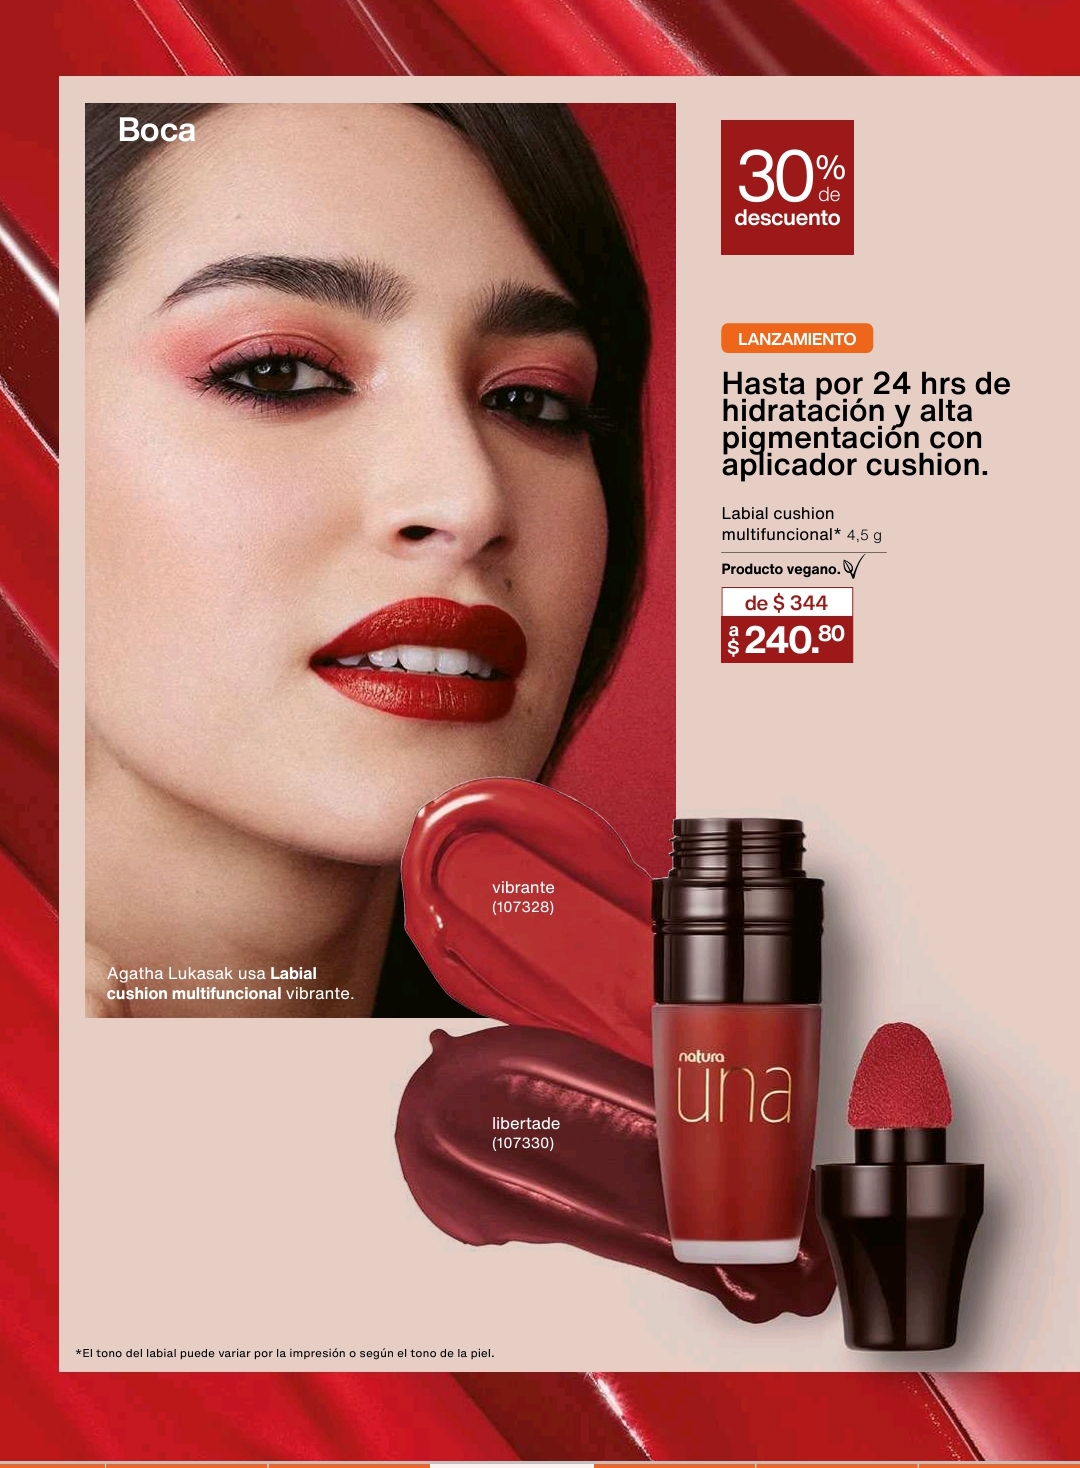 Boca
30%
de
descuento
LANZAMIENTO
Hasta por 24 hrs de
hidratación y alta
pigmentación con
aplicador cushion.
Labial cushion
multifuncional* 4,5 g
Producto vegano.
de $ 344
a $ 240.80
vibrante
(107328)
Agatha Lukasak usa Labial
cushion multifuncional vibrante.
natura
una
libertade
(107330)
*El tono del labial puede variar por la impresión o según el tono de la piel.